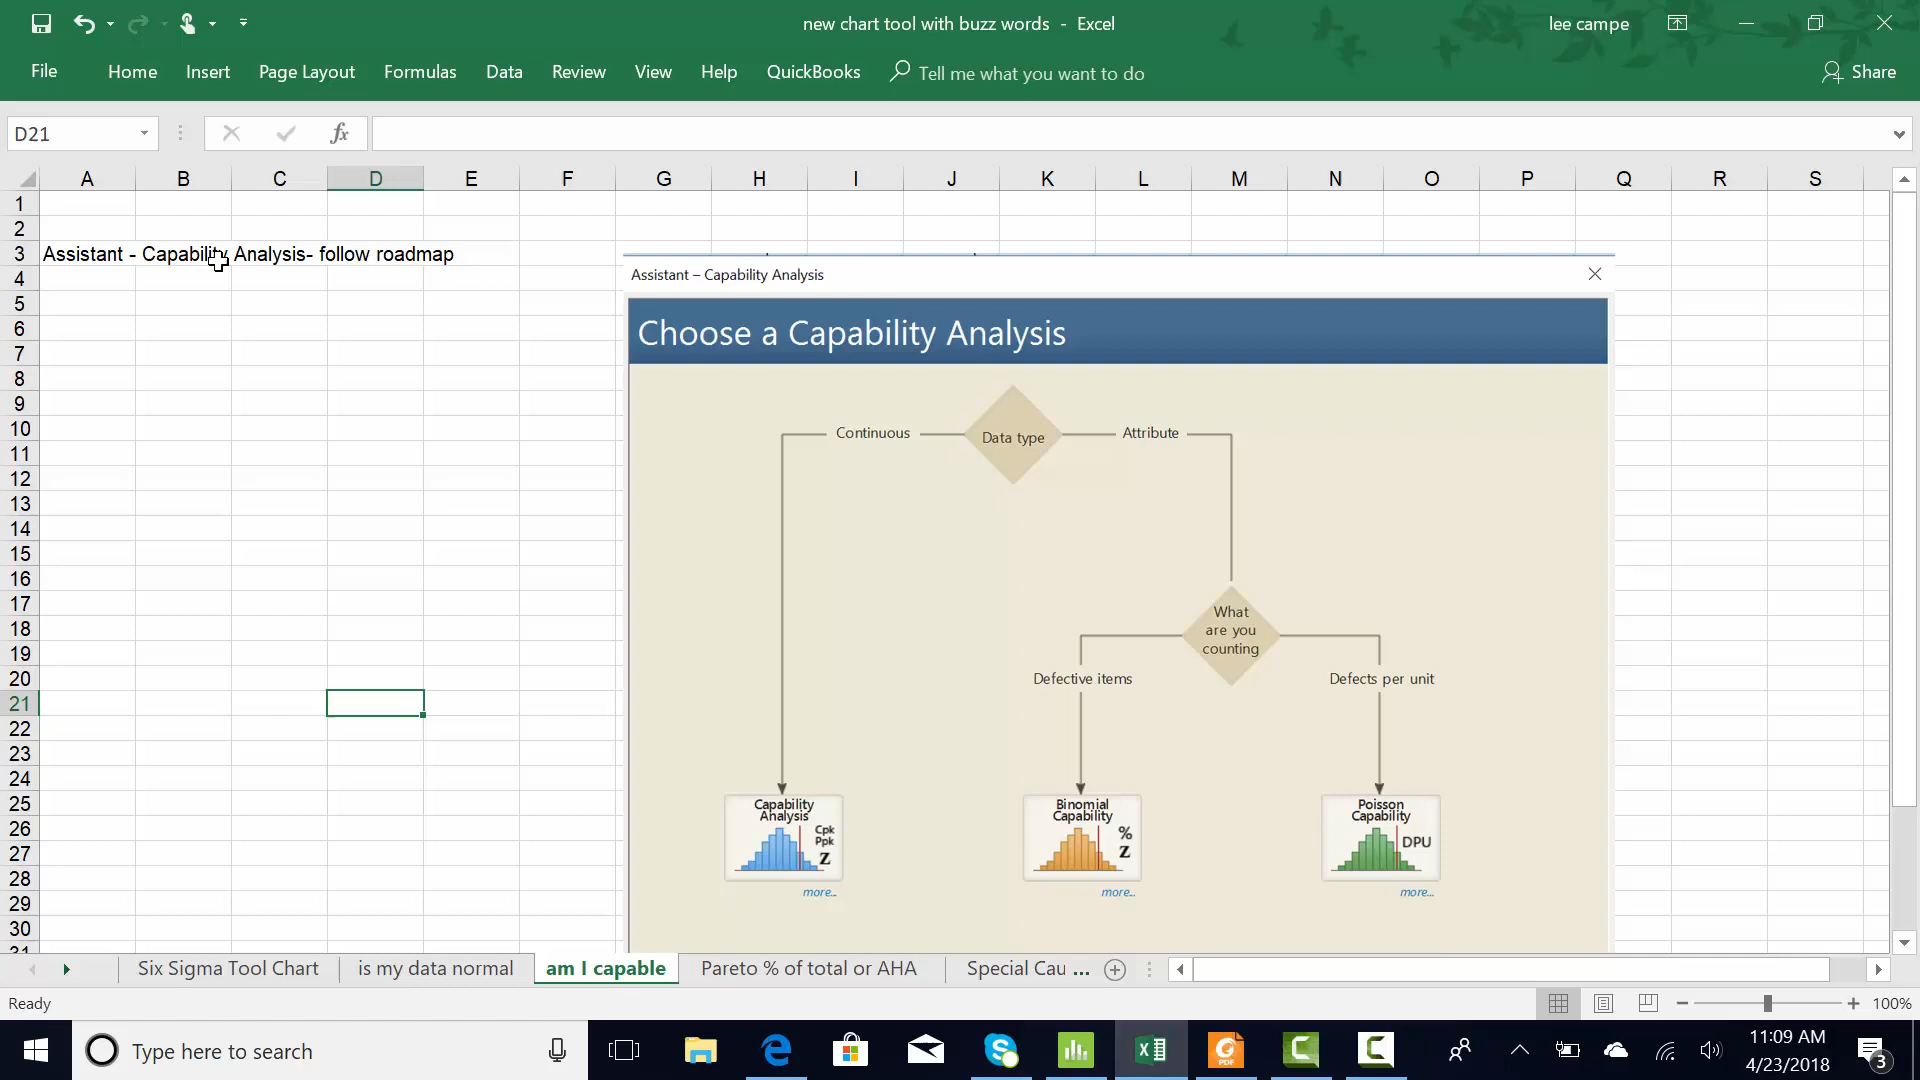 new chart tool with buzz words - Excel
lee campe
File
Home
Insert
Page Layout
Formulas
Data
Review
View
Help
QuickBooks
Tell me what you want to do
Share
D21
fx
A B C D E F G H I J K L M N O P Q R S
1
2
3
Assistant - Capability Analysis- follow roadmap
4
5
6
7
8
9
10
11
12
13
14
15
16
17
18
19
20
21
22
23
24
25
26
27
28
29
30
31
Assistant – Capability Analysis
Choose a Capability Analysis
Continuous
Data type
Attribute
What
are you
counting
Defective items
Defects per unit
Capability
Analysis
Cpk
Ppk
Z
more...
Binomial
Capability
%
Z
more...
Poisson
Capability
DPU
more...
Six Sigma Tool Chart
is my data normal
am I capable
Pareto % of total or AHA
Special Cau ...
Ready
100%
Type here to search
PDF
11:09 AM
4/23/2018
3